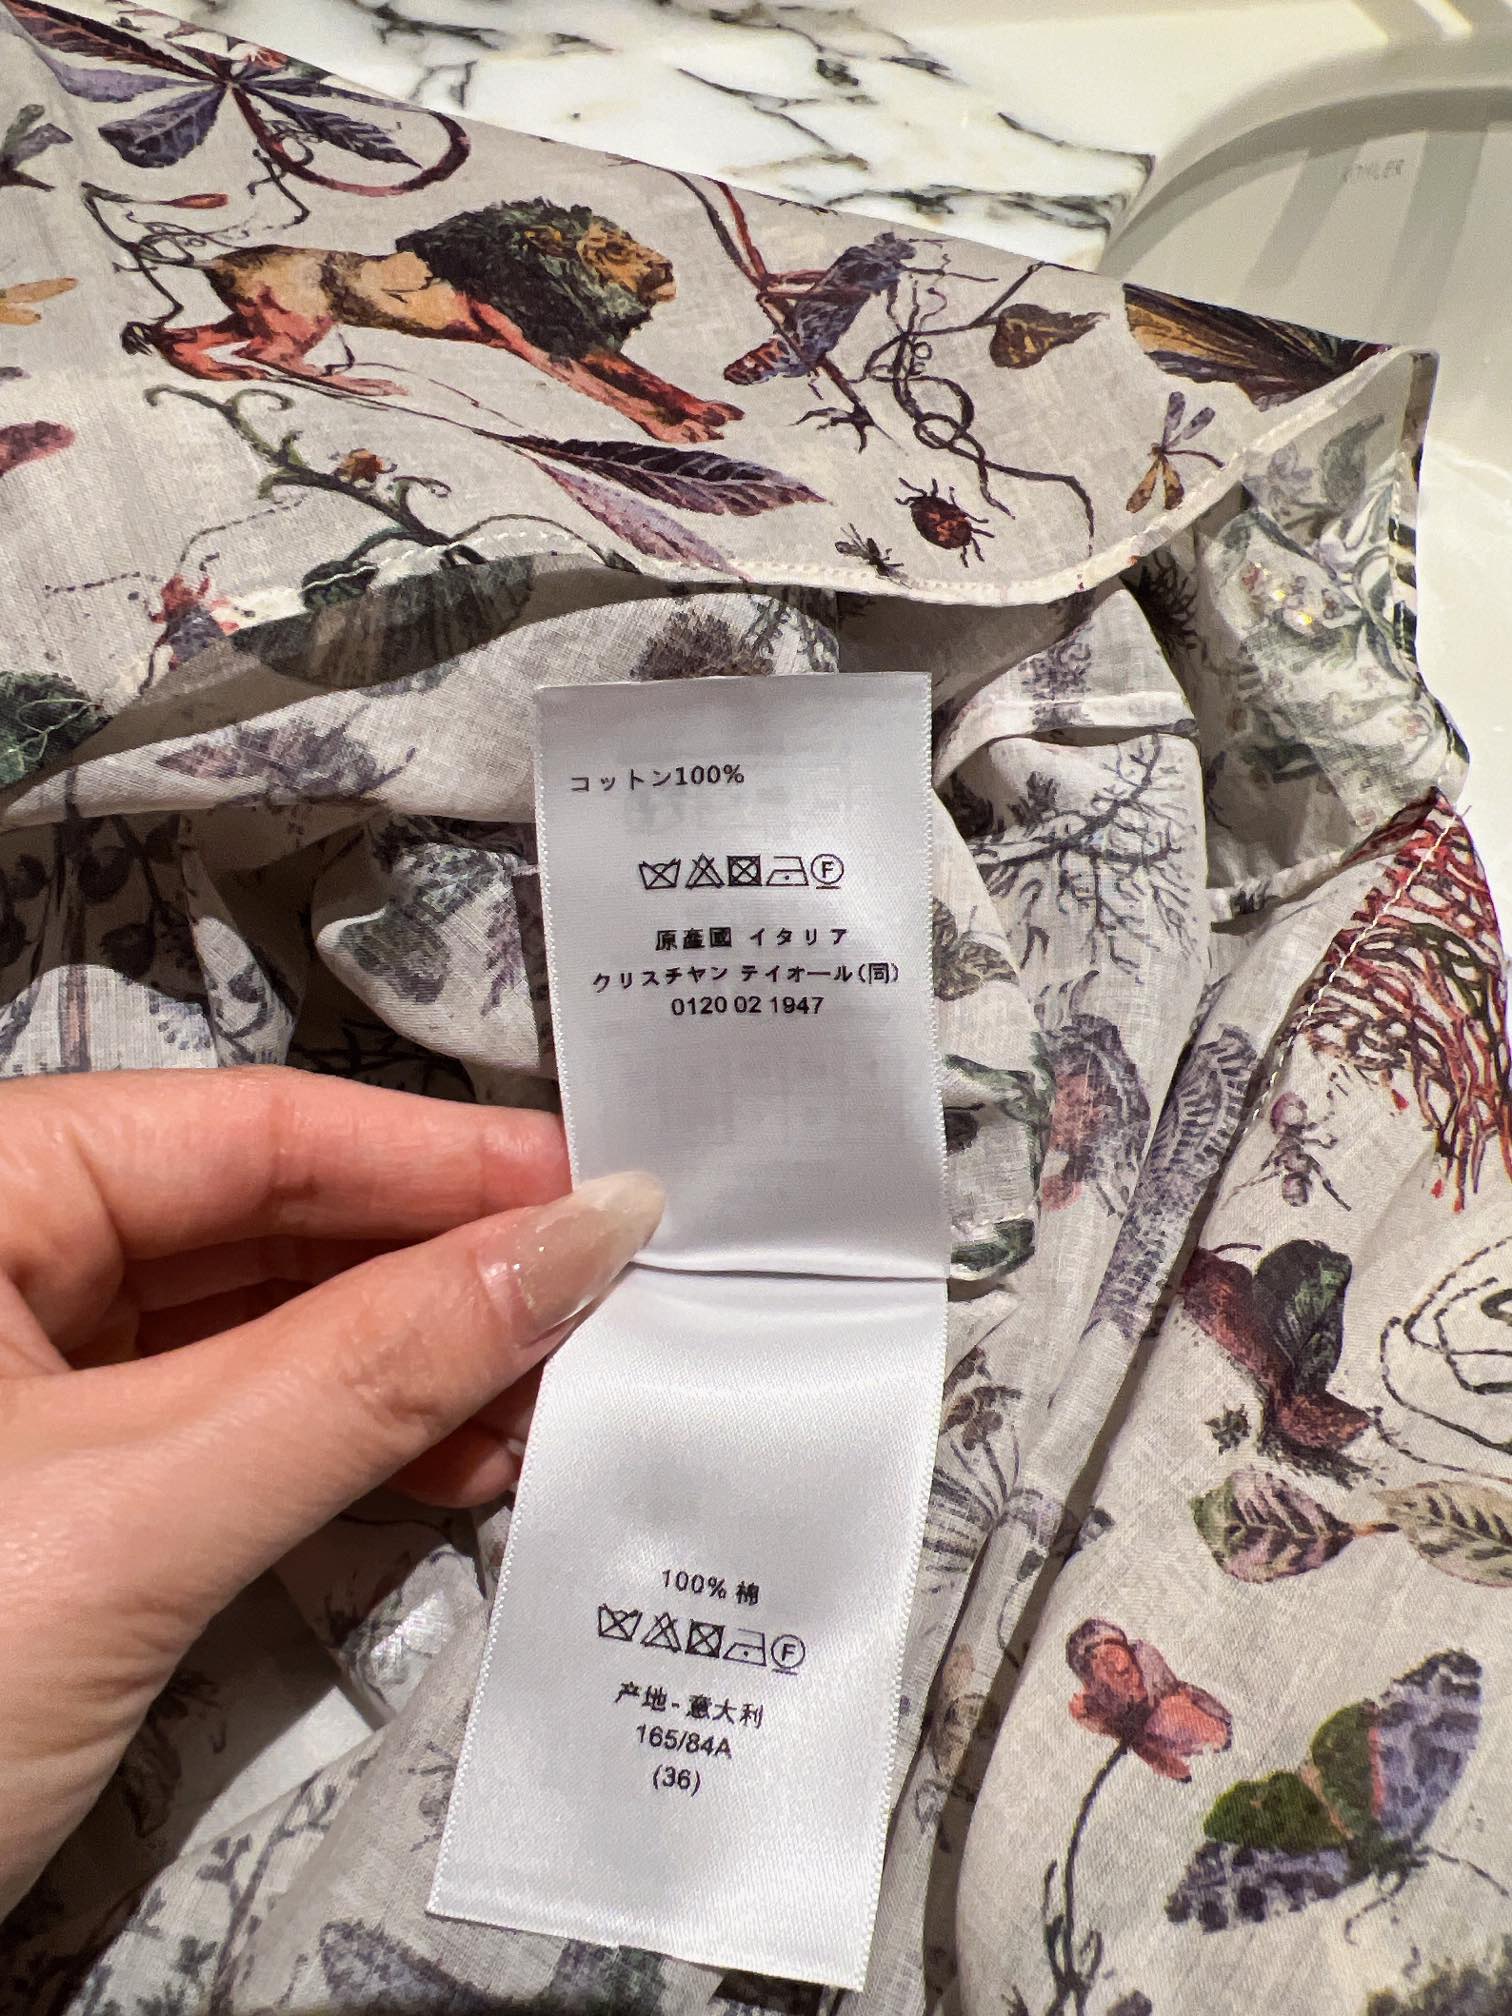 KOHLER
コットン100%
F
原産國 イタリア
クリスチャン テイオール(同)
0120 02 1947
100% 棉
F
产地-意大利
165/84A
(36)